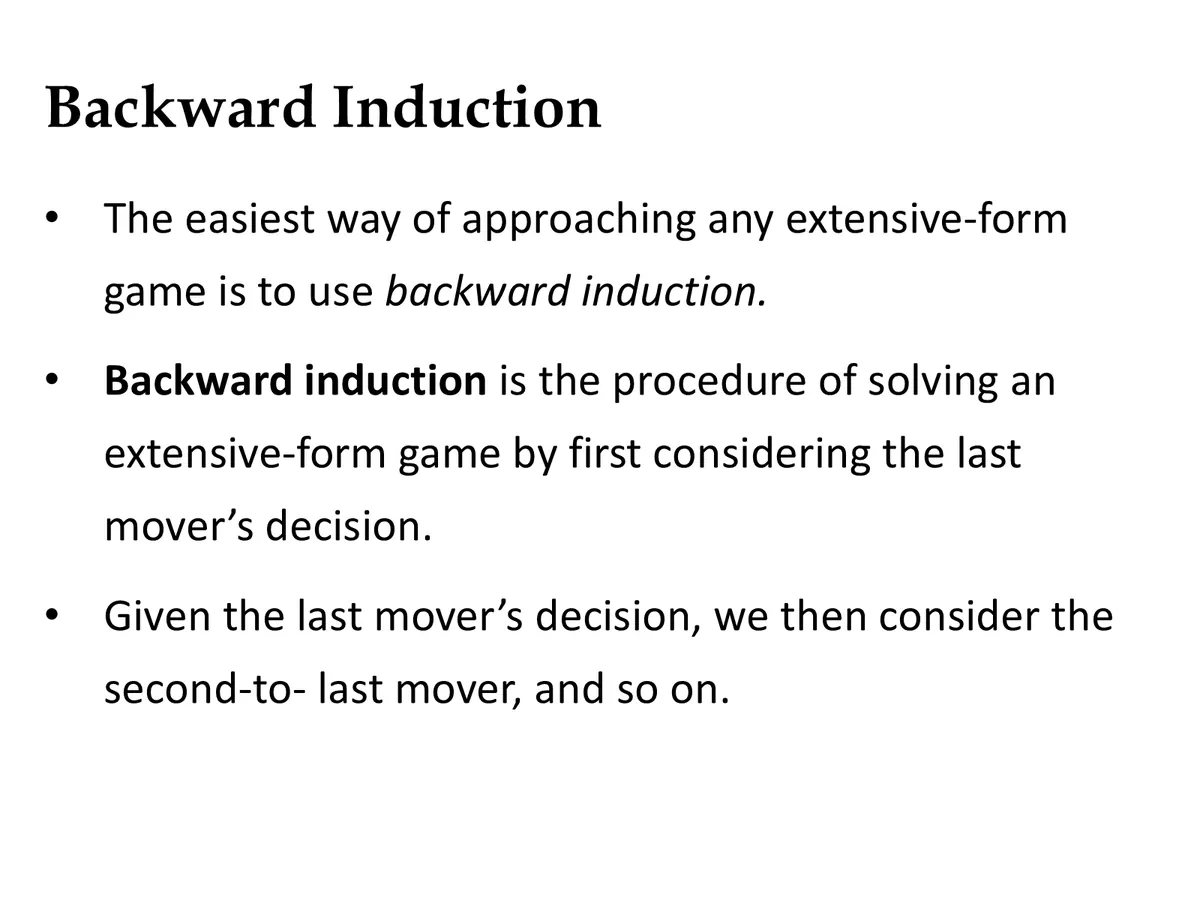 Backward Induction
• The easiest way of approaching any extensive-form
game is to use backward induction.
• Backward induction is the procedure of solving an
extensive-form game by first considering the last
mover’s decision.
• Given the last mover’s decision, we then consider the
second-to- last mover, and so on.